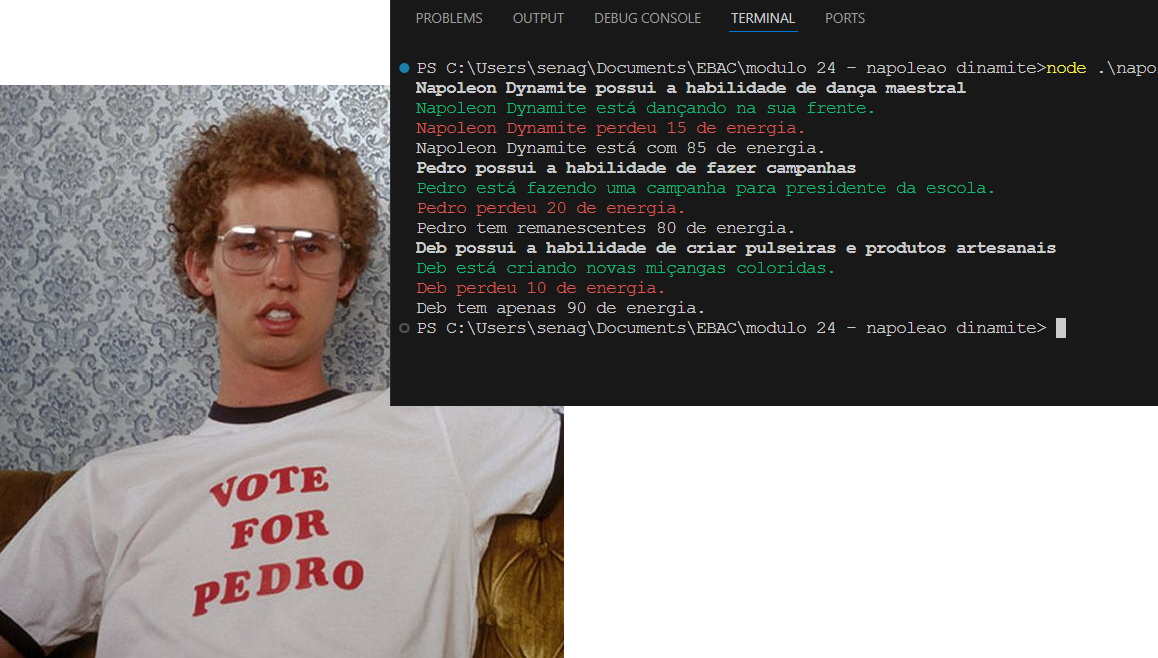 PROBLEMS OUTPUT DEBUG CONSOLE TERMINAL PORTS
PS C:\Users\senag\Documents\EBAC\modulo 24 - napoleao dinamite>node .\napo
Napoleon Dynamite possui a habilidade de dança maestral
Napoleon Dynamite está dançando na sua frente.
Napoleon Dynamite perdeu 15 de energia.
Napoleon Dynamite está com 85 de energia.
Pedro possui a habilidade de fazer campanhas
Pedro está fazendo uma campanha para presidente da escola.
Pedro perdeu 20 de energia.
Pedro tem remanescentes 80 de energia.
Deb possui a habilidade de criar pulseiras e produtos artesanais
Deb está criando novas miçangas coloridas.
Deb perdeu 10 de energia.
Deb tem apenas 90 de energia.
PS C:\Users\senag\Documents\EBAC\modulo 24 - napoleao dinamite>
VOTE
FOR
PEDRO